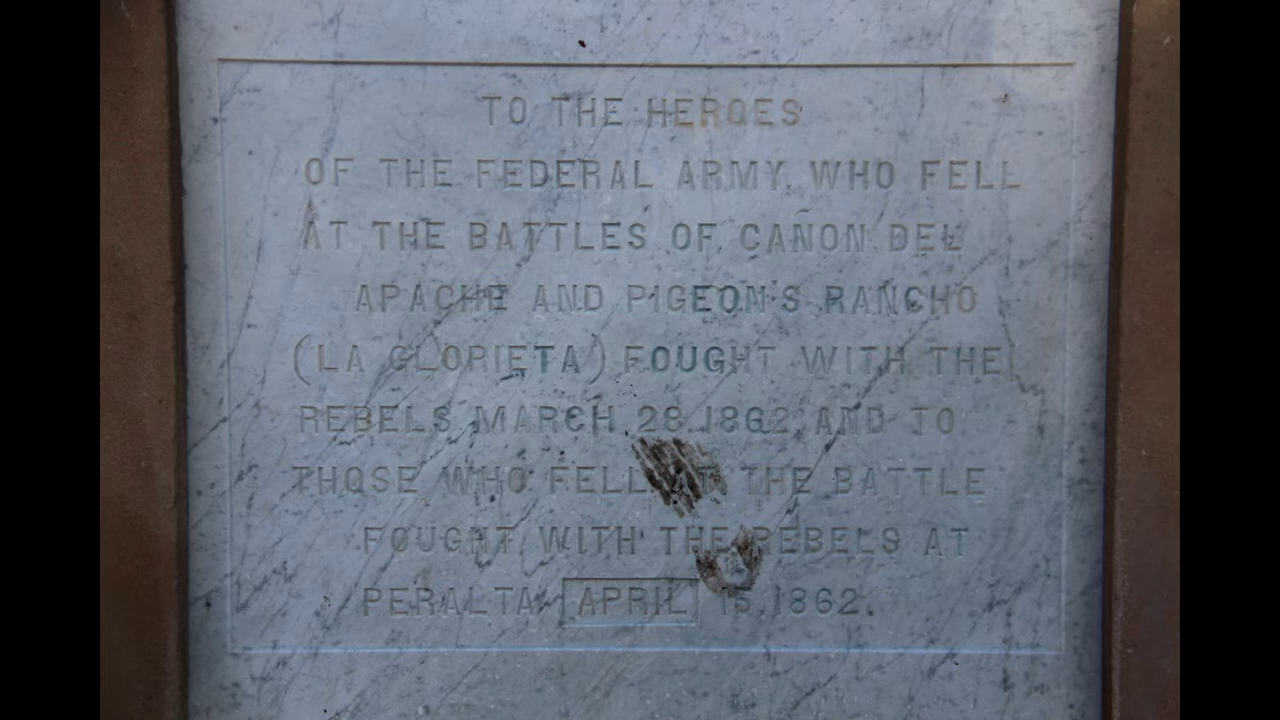 TO THE HEROES
OF THE FEDERAL ARMY, WHO FELL
AT THE BATTLES OF CAÑON DEL
APACHE AND PIGEON'S RANCHO
(LA GLORIETA) FOUGHT WITH THE
REBELS MARCH 28, 1862, AND TO
THOSE WHO FELL AT THE BATTLE
FOUGHT WITH THE REBELS AT
PERALTA APRIL 15, 1862.